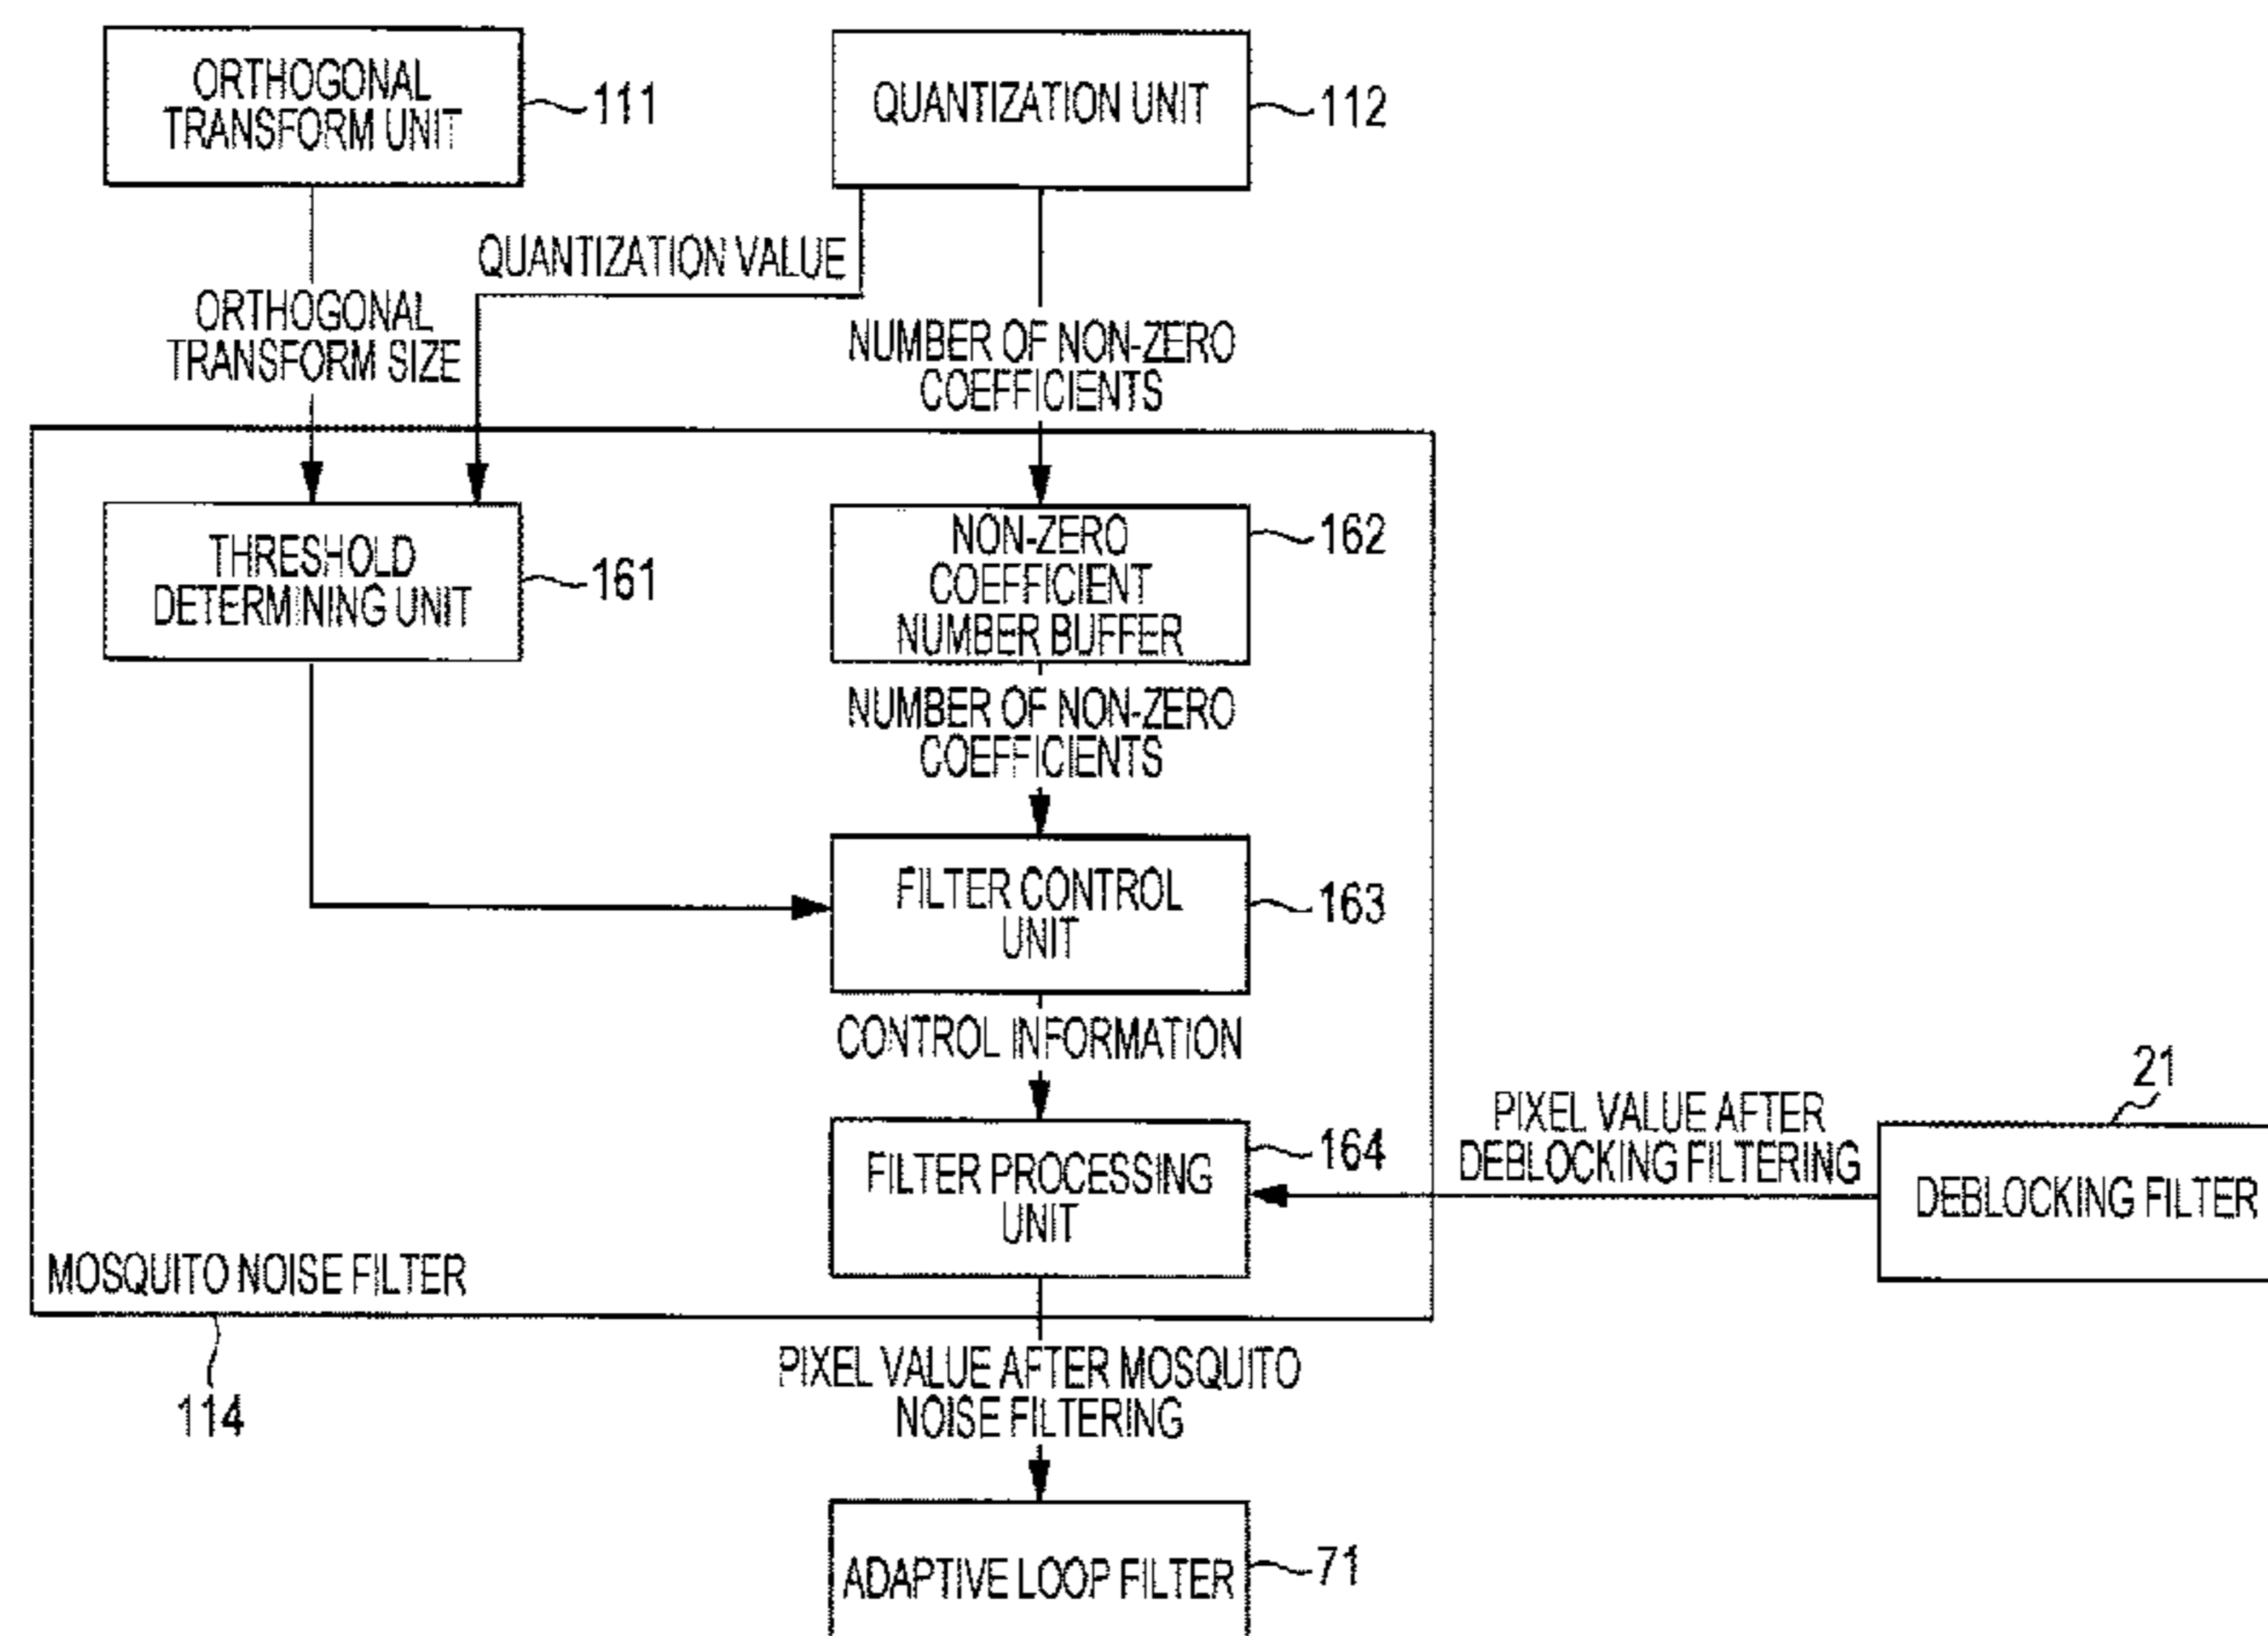 ORTHOGONAL
TRANSFORM UNIT
111
QUANTIZATION UNIT
112
QUANTIZATION VALUE
ORTHOGONAL
TRANSFORM SIZE
NUMBER OF NON-ZERO
COEFFICIENTS
THRESHOLD
DETERMINING UNIT
161
NON-ZERO
COEFFICIENT
NUMBER BUFFER
162
NUMBER OF NON-ZERO
COEFFICIENTS
FILTER CONTROL
UNIT
163
CONTROL INFORMATION
FILTER PROCESSING
UNIT
164
PIXEL VALUE AFTER
DEBLOCKING FILTERING
21
DEBLOCKING FILTER
MOSQUITO NOISE FILTER
114
PIXEL VALUE AFTER MOSQUITO
NOISE FILTERING
ADAPTIVE LOOP FILTER
71